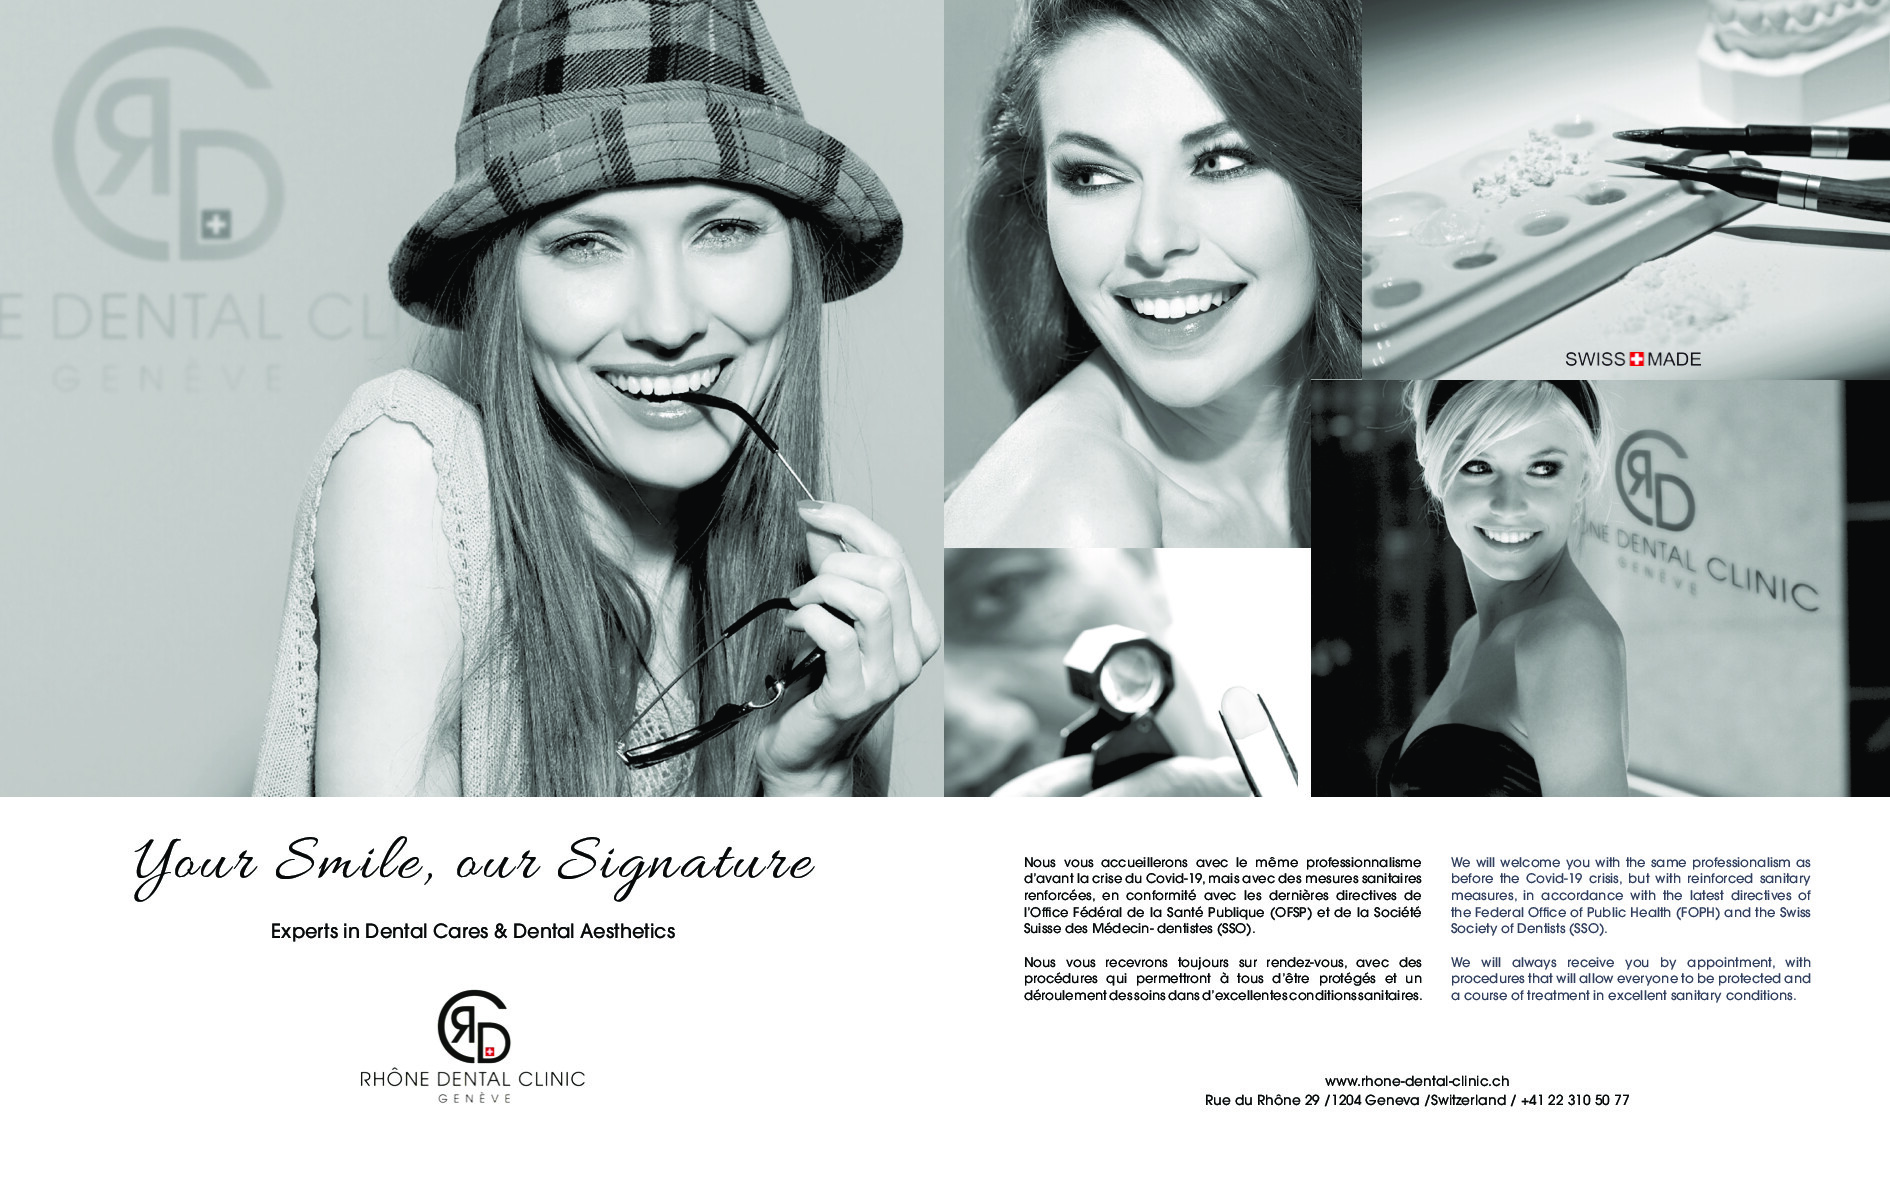 RD
E DENTAL CLI
GENÈVE
SWISS MADE
RD
RHÔNE DENTAL CLINIC
GENÈVE
Your Smile, our Signature
Experts in Dental Cares & Dental Aesthetics
CRD
RHÔNE DENTAL CLINIC
GENÈVE
Nous vous accueillerons avec le même professionnalisme
d'avant la crise du Covid-19, mais avec des mesures sanitaires
renforcées, en conformité avec les dernières directives de
l'Office Fédéral de la Santé Publique (OFSP) et de la Société
Suisse des Médecin- dentistes (SSO).
Nous vous recevrons toujours sur rendez-vous, avec des
procédures qui permettront à tous d'être protégés et un
déroulement des soins dans d'excellentes conditions sanitaires.
We will welcome you with the same professionalism as
before the Covid-19 crisis, but with reinforced sanitary
measures, in accordance with the latest directives of
the Federal Office of Public Health (FOPH) and the Swiss
Society of Dentists (SSO).
We will always receive you by appointment, with
procedures that will allow everyone to be protected and
a course of treatment in excellent sanitary conditions.
www.rhone-dental-clinic.ch
Rue du Rhône 29 /1204 Geneva /Switzerland / +41 22 310 50 77